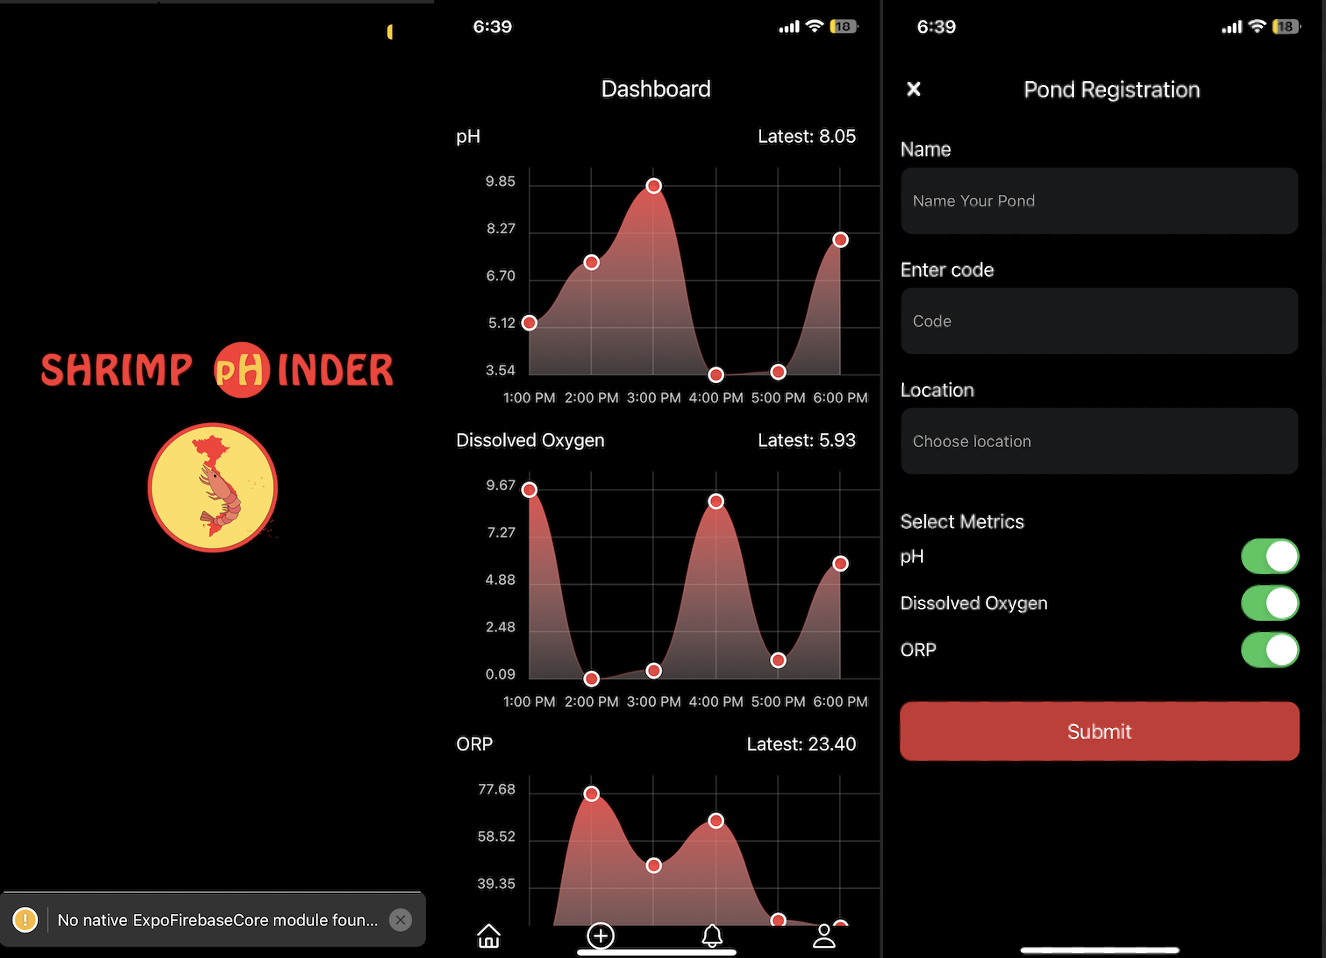 SHRIMP pH INDER
No native ExpoFirebaseCore module foun...
6:39
18
Dashboard
pH
Latest: 8.05
9.85
8.27
6.70
5.12
3.54
1:00 PM 2:00 PM 3:00 PM 4:00 PM 5:00 PM 6:00 PM
Dissolved Oxygen
Latest: 5.93
9.67
7.27
4.88
2.48
0.09
1:00 PM 2:00 PM 3:00 PM 4:00 PM 5:00 PM 6:00 PM
ORP
Latest: 23.40
77.68
58.52
39.35
6:39
18
Pond Registration
Name
Name Your Pond
Enter code
Code
Location
Choose location
Select Metrics
pH
Dissolved Oxygen
ORP
Submit